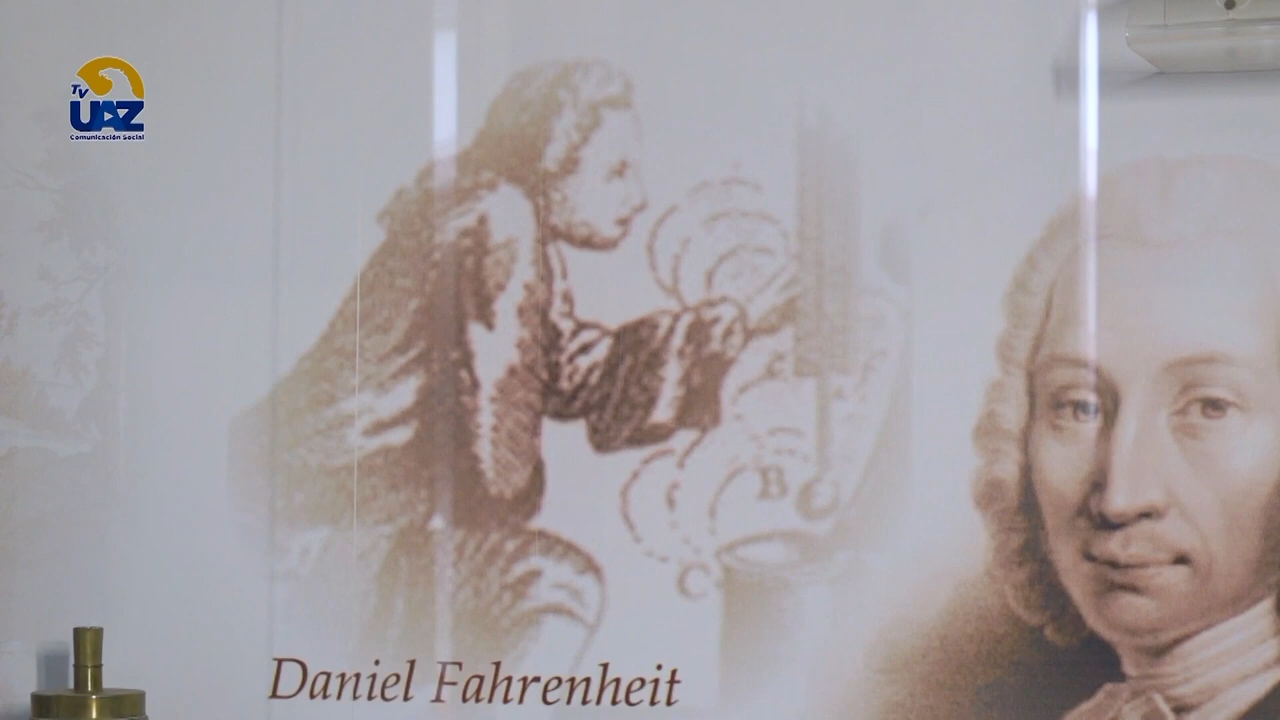 TV
UAZ
Comunicación Social
B
C
Daniel Fahrenheit